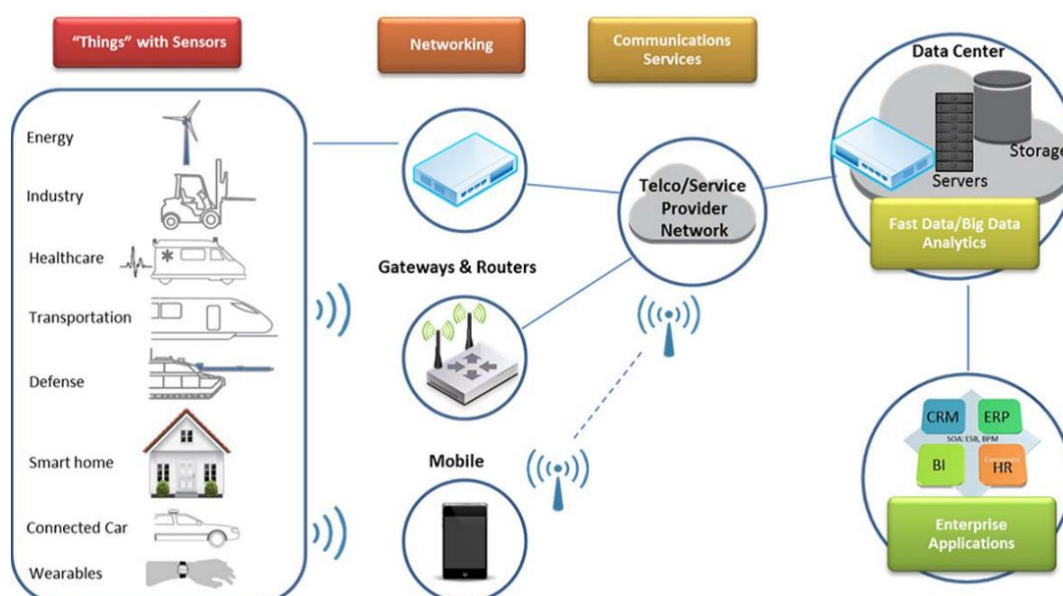 “Things” with Sensors
Networking
Communications
Services
Data Center
Energy
Industry
Healthcare
Transportation
Defense
Smart home
Connected Car
Wearables
Gateways & Routers
Mobile
Telco/Service
Provider
Network
Storage
Servers
Fast Data/Big Data
Analytics
CRM
ERP
SOA; ESB, BPM
BI
HR
Enterprise
Applications